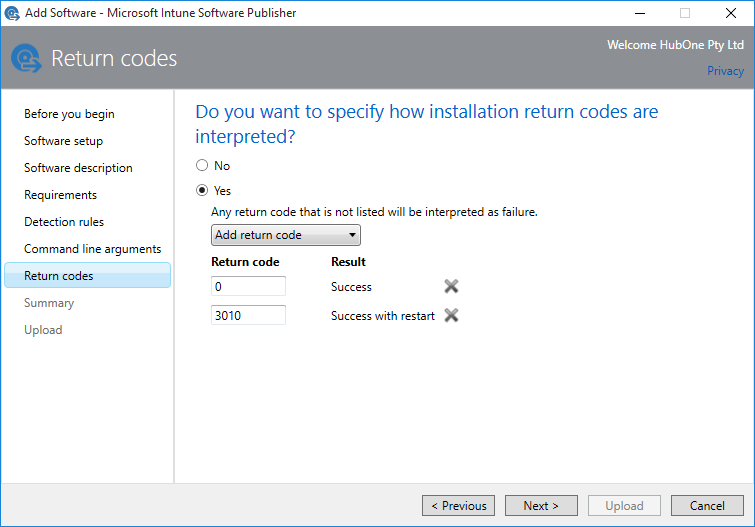 Add Software - Microsoft Intune Software Publisher
Return codes
Welcome HubOne Pty Ltd
Privacy
Before you begin
Software setup
Software description
Requirements
Detection rules
Command line arguments
Return codes
Summary
Upload
Do you want to specify how installation return codes are
interpreted?
No
Yes
Any return code that is not listed will be interpreted as failure.
Add return code
Return code Result
0 Success
3010 Success with restart
< Previous Next > Upload Cancel